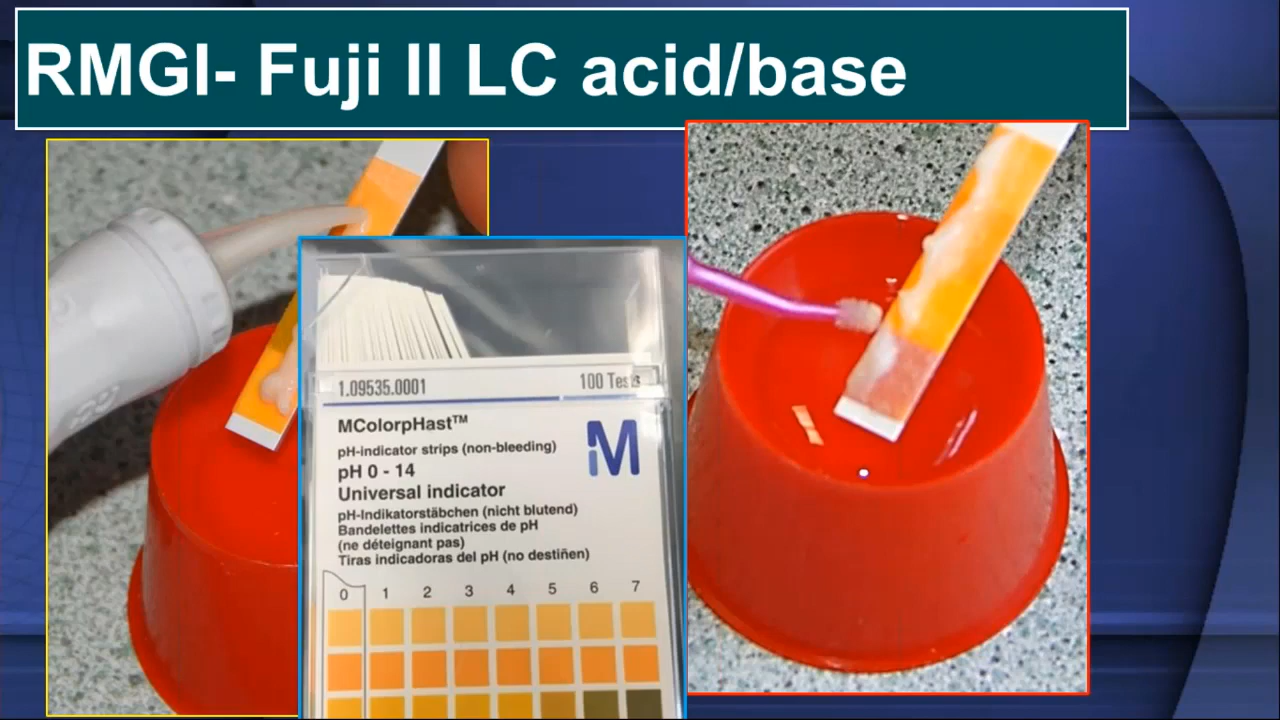 RMGI- Fuji II LC acid/base
1.09535.0001 100 Tests
MColorpHast™
pH-indicator strips (non-bleeding)
pH 0 - 14
Universal indicator
pH-Indikatorstäbchen (nicht blutend)
Bandelettes indicatrices de pH
(ne déteignant pas)
Tiras indicadoras del pH (no destiñen)
M
0 1 2 3 4 5 6 7